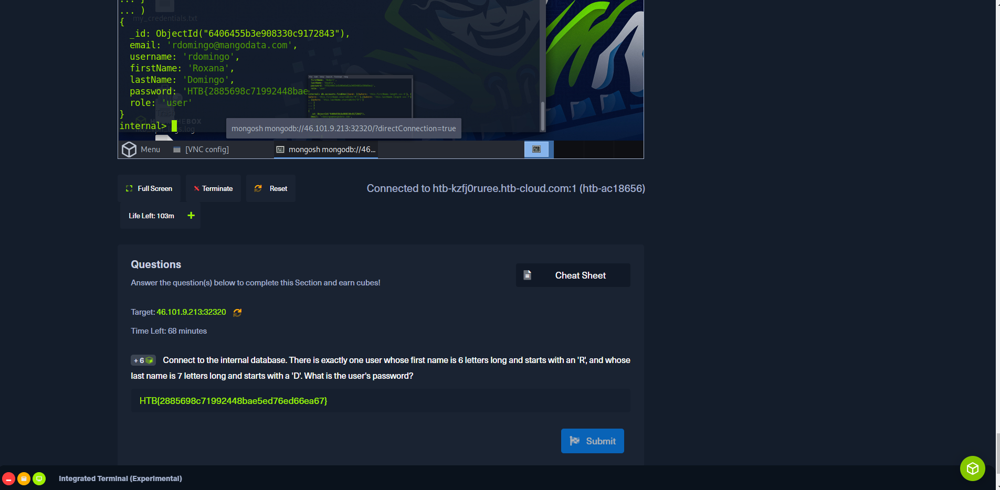 ... }
... )
my_credentials.txt
{
  _id: ObjectId("6406455b3e908330c9172843"),
  email: 'rdomingo@mangodata.com',
  username: 'rdomingo',
  firstName: 'Roxana',
  lastName: 'Domingo',
  password: 'HTB{2885698c71992448bae
  role: 'user'
}
internal>
mongosh mongodb://46.101.9.213:32320/?directConnection=true
Menu [VNC config] mongosh mongodb://46...
Full Screen Terminate Reset Connected to htb-kzfj0ruree.htb-cloud.com:1 (htb-ac18656)
Life Left: 103m +
Questions
Cheat Sheet
Answer the question(s) below to complete this Section and earn cubes!
Target: 46.101.9.213:32320
Time Left: 68 minutes
+ 6 Connect to the internal database. There is exactly one user whose first name is 6 letters long and starts with an 'R', and whose
last name is 7 letters long and starts with a 'D'. What is the user's password?
HTB{2885698c71992448bae5ed76ed66ea67}
Submit
Integrated Terminal (Experimental)